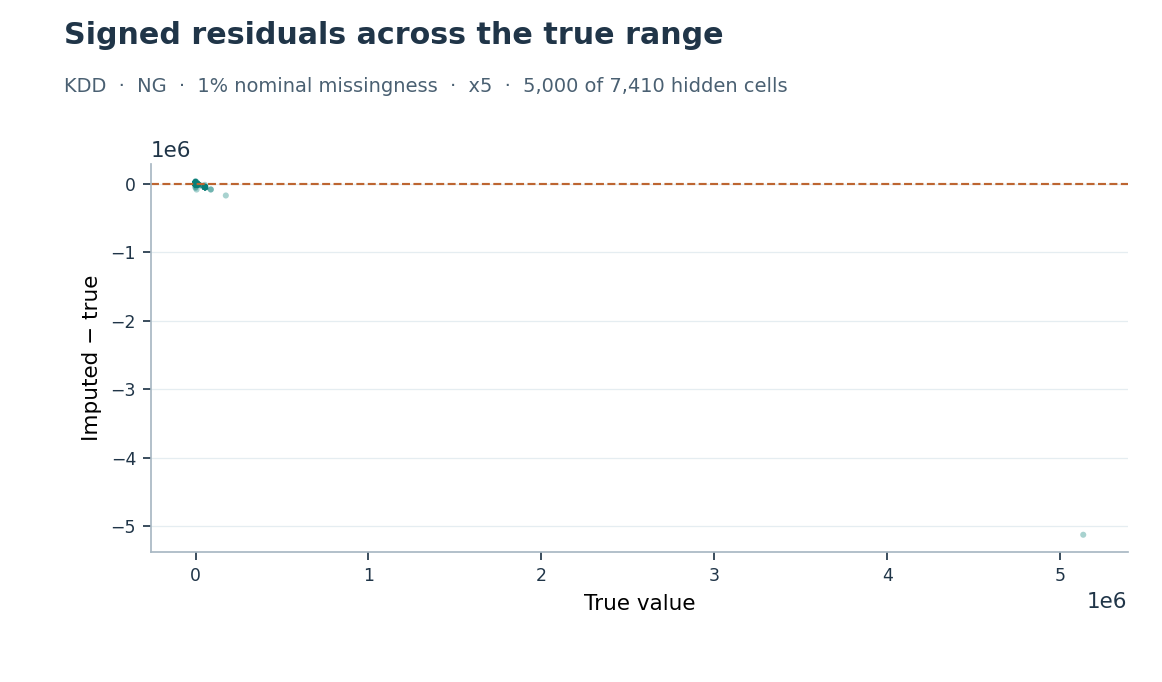 Signed residuals across the true range
KDD · NG · 1% nominal missingness · x5 · 5,000 of 7,410 hidden cells
1e6
0
−1
−2
−3
−4
−5
Imputed − true
0 1 2 3 4 5
1e6
True value